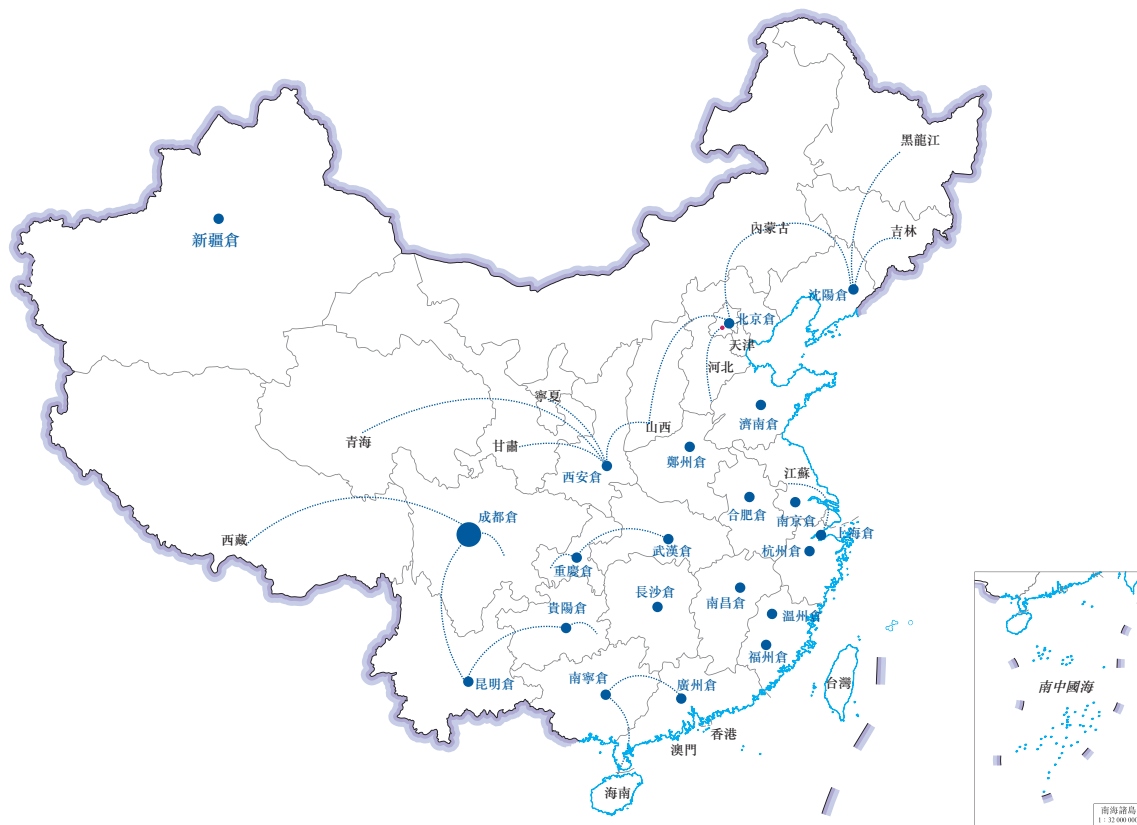 黑龍江
內蒙古
吉林
新疆倉
沈陽倉
北京倉
天津
河北
寧夏
濟南倉
山西
青海
甘肅
鄭州倉
江蘇
西安倉
成都倉
合肥倉
南京倉
上海倉
西藏
武漢倉
杭州倉
重慶倉
長沙倉
南昌倉
貴陽倉
溫州倉
福州倉
南寧倉
昆明倉
廣州倉
台灣
南中國海
香港
澳門
海南
南海諸島
1：32 000 000